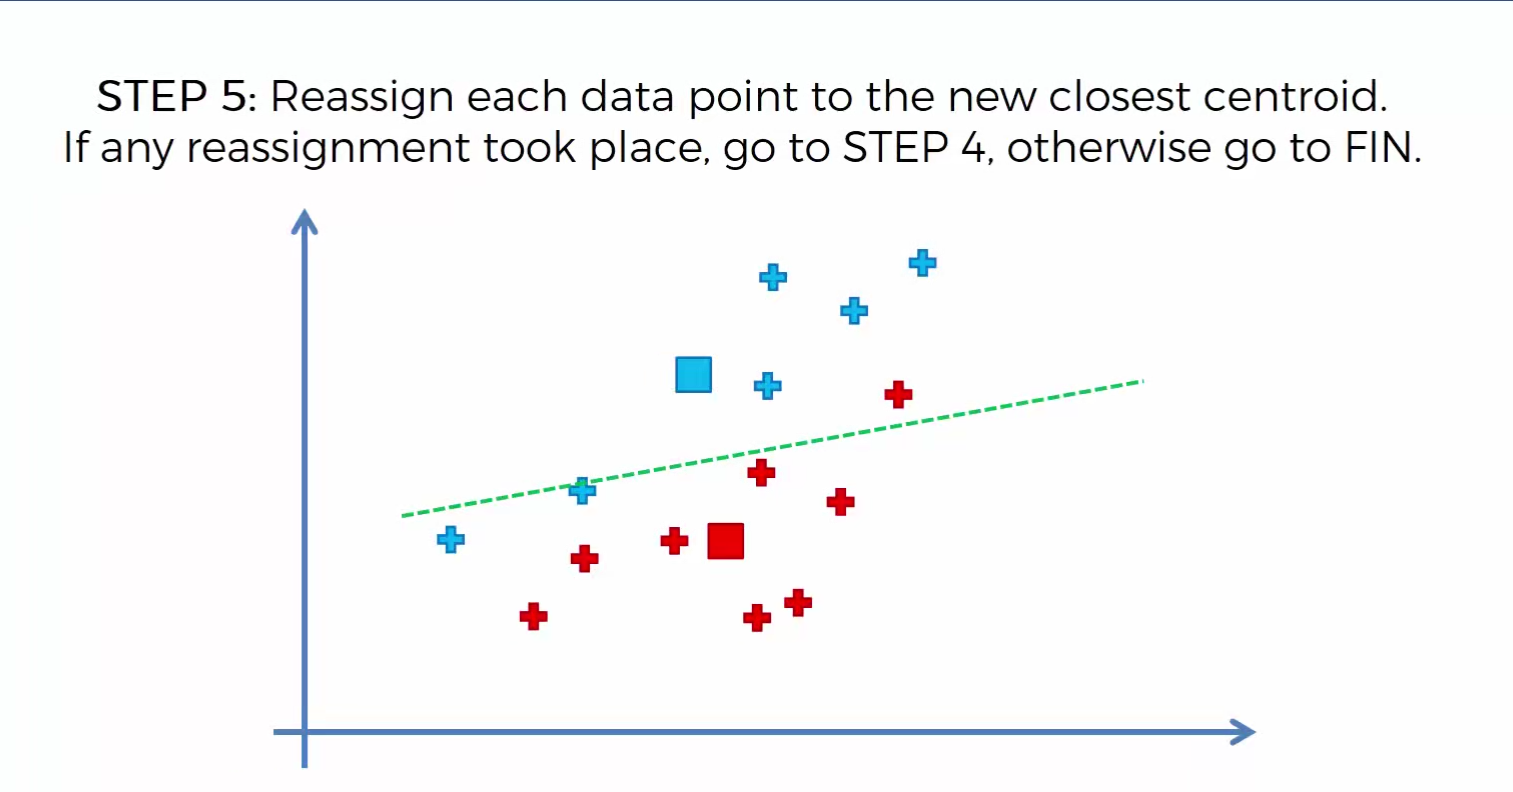 STEP 5: Reassign each data point to the new closest centroid.
If any reassignment took place, go to STEP 4, otherwise go to FIN.